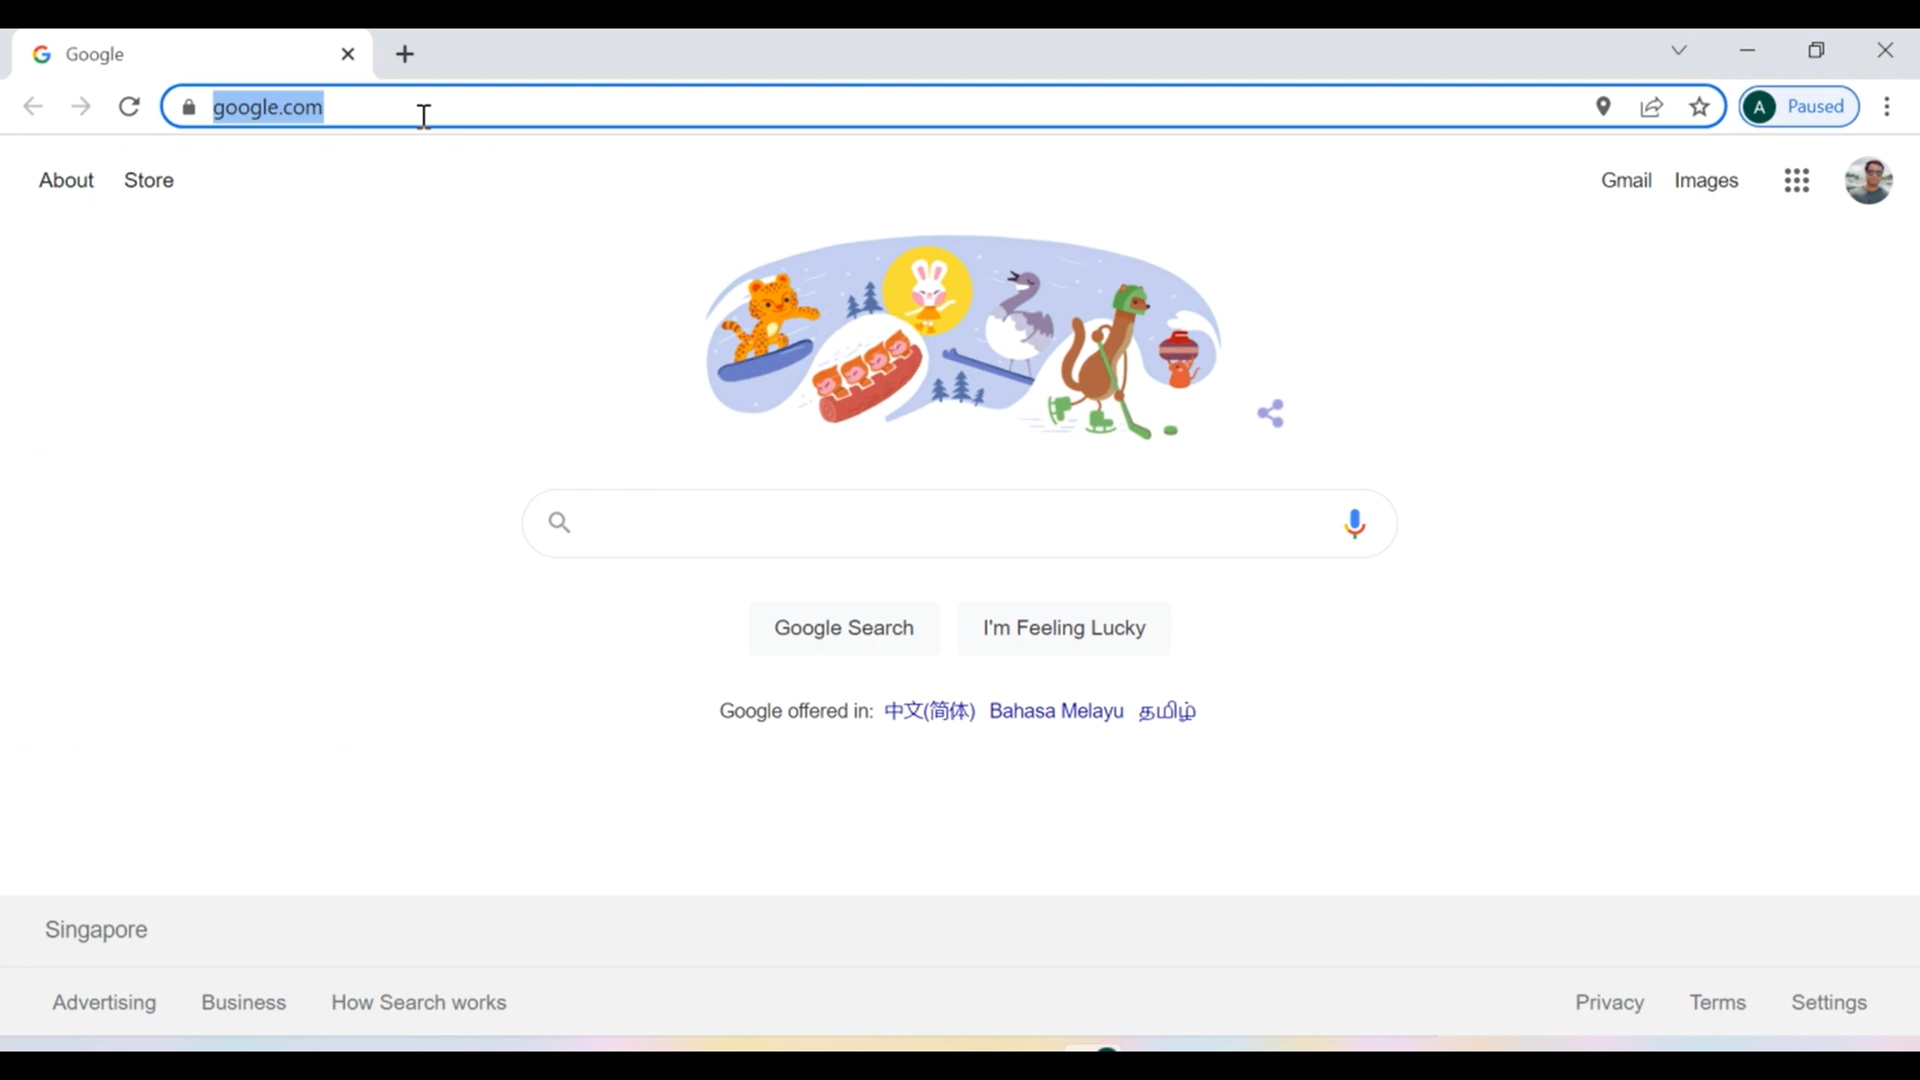 Google
google.com
A Paused
About Store
Gmail Images
Google Search I'm Feeling Lucky
Google offered in: 中文(简体) Bahasa Melayu தமிழ்
Singapore
Advertising Business How Search works
Privacy Terms Settings